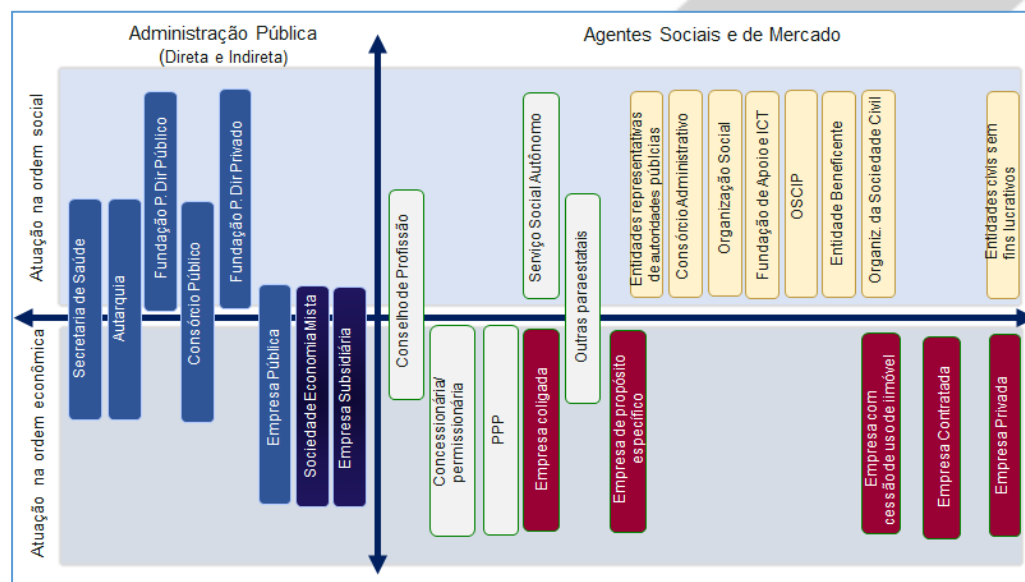 Administração Pública
(Direta e Indireta)
Agentes Sociais e de Mercado
Atuação na ordem social
Atuação na ordem econômica
Secretaria de Saúde
Autarquia
Fundação P. Dir Público
Consórcio Público
Fundação P. Dir Privado
Empresa Pública
Sociedade Economia Mista
Empresa Subsidiária
Conselho de Profissão
Concessionária/
permissionária
PPP
Serviço Social Autônomo
Empresa coligada
Outras paraestatais
Empresa de propósito
específico
Entidades representativas
de autoridades públicias
Consórcio Administrativo
Organização Social
Fundação de Apoio e ICT
OSCIP
Entidade Beneficente
Organiz. da Sociedade Civil
Entidades civis sem
fins lucrativos
Empresa com
cessão de uso de iimóvel
Empresa Contratada
Empresa Privada